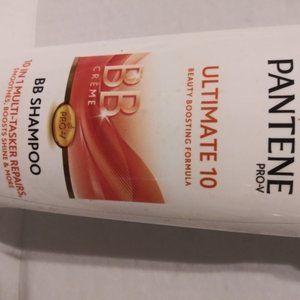 PANTENE
PRO-V
ULTIMATE 10
BEAUTY BOOSTING FORMULA
BB
CREME
PRO-V
BB SHAMPOO
10 IN 1 MULTI-TASKER REPAIRS,
SMOOTHES, BOOSTS SHINE & MORE